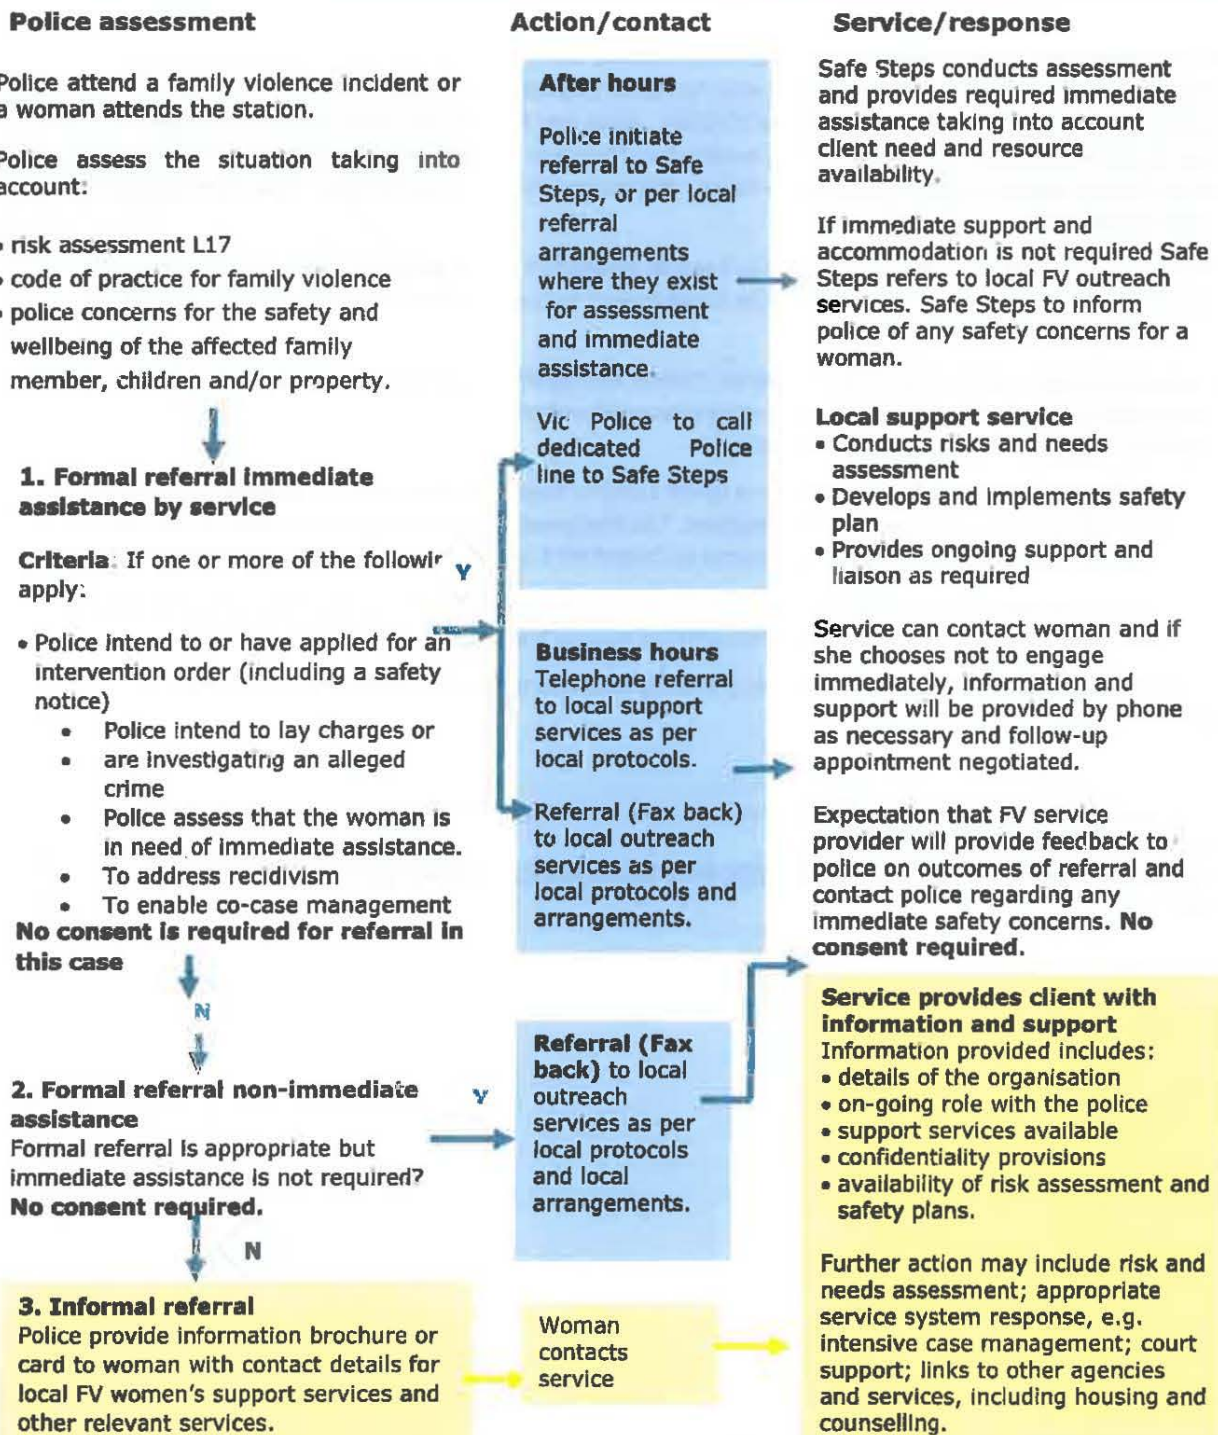 Police assessment
Police attend a family violence incident or
a woman attends the station.
Police assess the situation taking into
account:
• risk assessment L17
• code of practice for family violence
• police concerns for the safety and
wellbeing of the affected family
member, children and/or property.
1. Formal referral immediate
assistance by service
Criteria: If one or more of the followir
apply:
Y
• Police intend to or have applied for an
intervention order (including a safety
notice)
• Police intend to lay charges or
• are investigating an alleged
crime
• Police assess that the woman is
in need of immediate assistance.
• To address recidivism
• To enable co-case management
No consent is required for referral in
this case
N
2. Formal referral non-immediate
assistance
Y
Formal referral is appropriate but
immediate assistance is not required?
No consent required.
N
3. Informal referral
Police provide information brochure or
card to woman with contact details for
local FV women's support services and
other relevant services.
Action/contact
After hours
Police initiate
referral to Safe
Steps, or per local
referral
arrangements
where they exist
for assessment
and immediate
assistance.
Vic Police to call
dedicated Police
line to Safe Steps
Business hours
Telephone referral
to local support
services as per
local protocols.
Referral (Fax back)
to local outreach
services as per
local protocols and
arrangements.
Referral (Fax
back) to local
outreach
services as per
local protocols
and local
arrangements.
Woman
contacts
service
Service/response
Safe Steps conducts assessment
and provides required immediate
assistance taking into account
client need and resource
availability.
If immediate support and
accommodation is not required Safe
Steps refers to local FV outreach
services. Safe Steps to inform
police of any safety concerns for a
woman.
Local support service
• Conducts risks and needs
assessment
• Develops and implements safety
plan
• Provides ongoing support and
liaison as required
Service can contact woman and if
she chooses not to engage
immediately, information and
support will be provided by phone
as necessary and follow-up
appointment negotiated.
Expectation that FV service
provider will provide feedback to
police on outcomes of referral and
contact police regarding any
immediate safety concerns. No
consent required.
Service provides client with
information and support
Information provided includes:
• details of the organisation
• on-going role with the police
• support services available
• confidentiality provisions
• availability of risk assessment and
safety plans.
Further action may include risk and
needs assessment; appropriate
service system response, e.g.
intensive case management; court
support; links to other agencies
and services, including housing and
counselling.